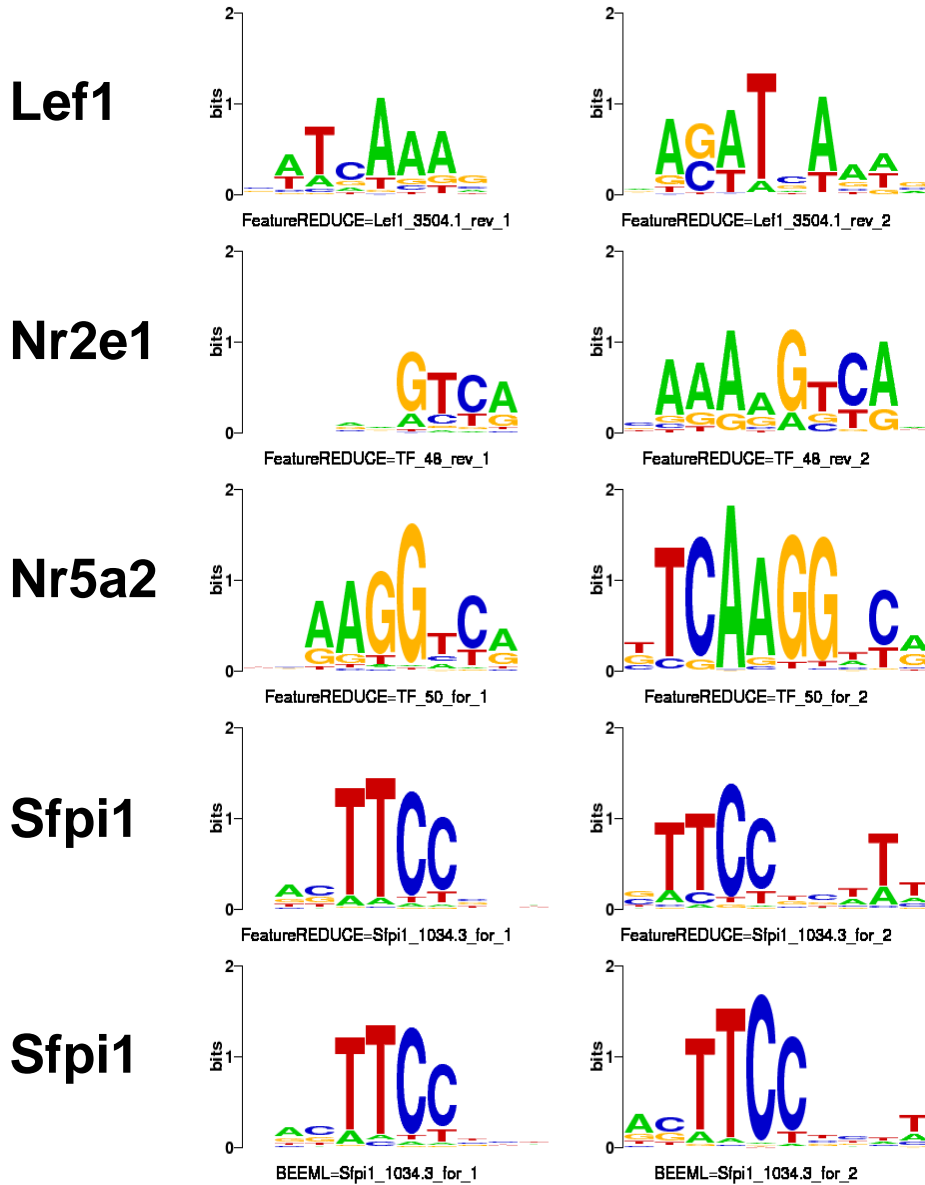 Lef1
2
bits
1
0
FeatureREDUCE=Lef1_3504.1_rev_1
2
bits
1
0
FeatureREDUCE=Lef1_3504.1_rev_2
Nr2e1
2
bits
1
0
FeatureREDUCE=TF_48_rev_1
2
bits
1
0
FeatureREDUCE=TF_48_rev_2
Nr5a2
2
bits
1
0
FeatureREDUCE=TF_50_for_1
2
bits
1
0
FeatureREDUCE=TF_50_for_2
Sfpi1
2
bits
1
0
FeatureREDUCE=Sfpi1_1034.3_for_1
2
bits
1
0
FeatureREDUCE=Sfpi1_1034.3_for_2
Sfpi1
2
bits
1
0
BEEML=Sfpi1_1034.3_for_1
2
bits
1
0
BEEML=Sfpi1_1034.3_for_2